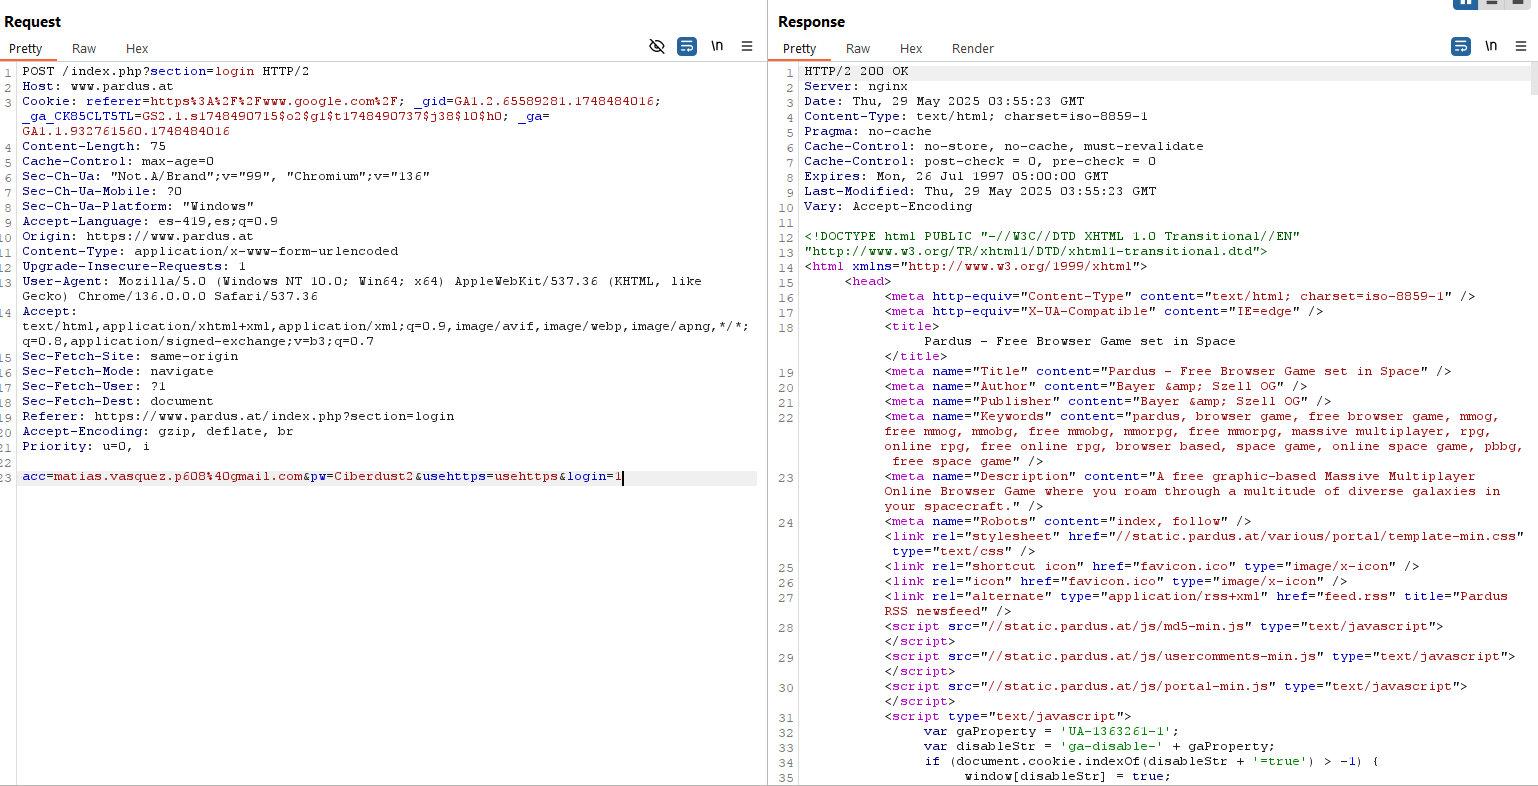 Request
Pretty Raw Hex
\n
1 POST /index.php?section=login HTTP/2
2 Host: www.pardus.at
3 Cookie: referer=https%3A%2F%2Fwww.google.com%2F; _gid=GA1.2.65589281.1748484016;
_ga_CK85CLT5TL=GS2.1.s1748490715$o2$g1$t1748490737$j38$l0$h0; _ga=
GA1.1.932761560.1748484016
4 Content-Length: 75
5 Cache-Control: max-age=0
6 Sec-Ch-Ua: "Not.A/Brand";v="99", "Chromium";v="136"
7 Sec-Ch-Ua-Mobile: ?0
8 Sec-Ch-Ua-Platform: "Windows"
9 Accept-Language: es-419,es;q=0.9
10 Origin: https://www.pardus.at
11 Content-Type: application/x-www-form-urlencoded
12 Upgrade-Insecure-Requests: 1
13 User-Agent: Mozilla/5.0 (Windows NT 10.0; Win64; x64) AppleWebKit/537.36 (KHTML, like
Gecko) Chrome/136.0.0.0 Safari/537.36
14 Accept:
text/html,application/xhtml+xml,application/xml;q=0.9,image/avif,image/webp,image/apng,*/*;
q=0.8,application/signed-exchange;v=b3;q=0.7
15 Sec-Fetch-Site: same-origin
16 Sec-Fetch-Mode: navigate
17 Sec-Fetch-User: ?1
18 Sec-Fetch-Dest: document
19 Referer: https://www.pardus.at/index.php?section=login
20 Accept-Encoding: gzip, deflate, br
21 Priority: u=0, i
22
23 acc=matias.vasquez.p608%40gmail.com&pw=Ciberdust2&usehttps=usehttps&login=1
Response
Pretty Raw Hex Render
\n
1 HTTP/2 200 OK
2 Server: nginx
3 Date: Thu, 29 May 2025 03:55:23 GMT
4 Content-Type: text/html; charset=iso-8859-1
5 Pragma: no-cache
6 Cache-Control: no-store, no-cache, must-revalidate
7 Cache-Control: post-check = 0, pre-check = 0
8 Expires: Mon, 26 Jul 1997 05:00:00 GMT
9 Last-Modified: Thu, 29 May 2025 03:55:23 GMT
10 Vary: Accept-Encoding
11
12 <!DOCTYPE html PUBLIC "-//W3C//DTD XHTML 1.0 Transitional//EN"
13 "http://www.w3.org/TR/xhtml1/DTD/xhtml1-transitional.dtd">
14 <html xmlns="http://www.w3.org/1999/xhtml">
15 <head>
16 <meta http-equiv="Content-Type" content="text/html; charset=iso-8859-1" />
17 <meta http-equiv="X-UA-Compatible" content="IE=edge" />
18 <title>
Pardus - Free Browser Game set in Space
</title>
19 <meta name="Title" content="Pardus - Free Browser Game set in Space" />
20 <meta name="Author" content="Bayer &amp; Szell OG" />
21 <meta name="Publisher" content="Bayer &amp; Szell OG" />
22 <meta name="Keywords" content="pardus, browser game, free browser game, mmog,
free mmog, mmobg, free mmobg, mmorpg, free mmorpg, massive multiplayer, rpg,
online rpg, free online rpg, browser based, space game, online space game, pbbg,
free space game" />
23 <meta name="Description" content="A free graphic-based Massive Multiplayer
Online Browser Game where you roam through a multitude of diverse galaxies in
your spacecraft." />
24 <meta name="Robots" content="index, follow" />
<link rel="stylesheet" href="//static.pardus.at/various/portal/template-min.css"
type="text/css" />
25 <link rel="shortcut icon" href="favicon.ico" type="image/x-icon" />
26 <link rel="icon" href="favicon.ico" type="image/x-icon" />
27 <link rel="alternate" type="application/rss+xml" href="feed.rss" title="Pardus
RSS newsfeed" />
28 <script src="//static.pardus.at/js/md5-min.js" type="text/javascript">
</script>
29 <script src="//static.pardus.at/js/usercomments-min.js" type="text/javascript">
</script>
30 <script src="//static.pardus.at/js/portal-min.js" type="text/javascript">
</script>
31 <script type="text/javascript">
32 var gaProperty = 'UA-1363261-1';
33 var disableStr = 'ga-disable-' + gaProperty;
34 if (document.cookie.indexOf(disableStr + '=true') > -1) {
35 window[disableStr] = true;